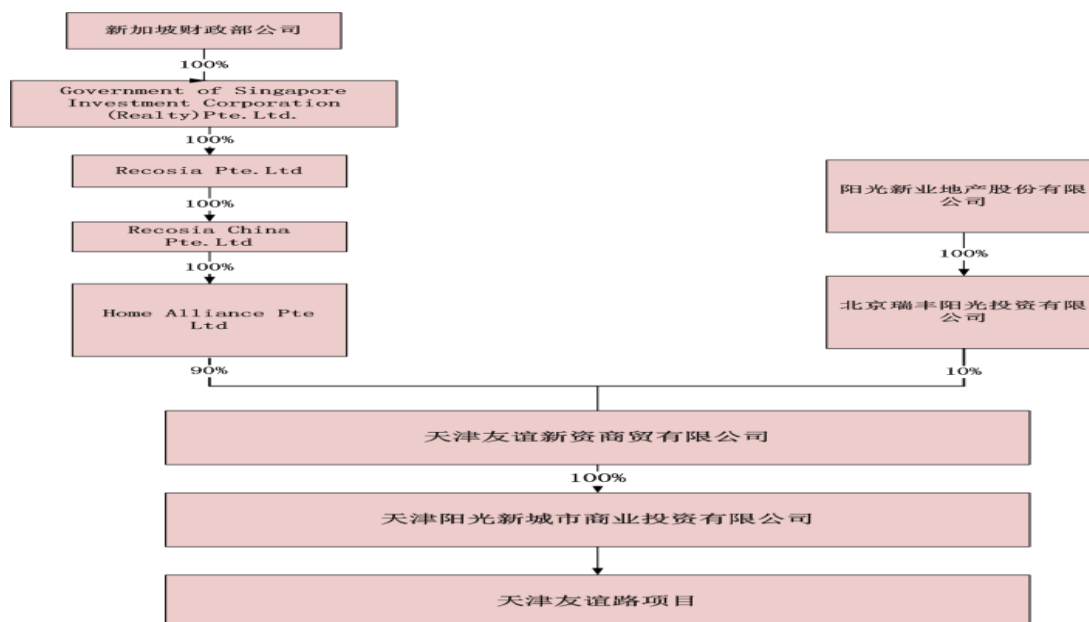 新加坡财政部公司
100%
Government of Singapore
Investment Corporation
(Realty)Pte.Ltd.
100%
Recosia Pte.Ltd
100%
Recosia China
Pte.Ltd
100%
Home Alliance Pte
Ltd
90%
阳光新业地产股份有限
公司
100%
北京瑞丰阳光投资有限
公司
10%
天津友谊新资商贸有限公司
100%
天津阳光新城市商业投资有限公司
天津友谊路项目